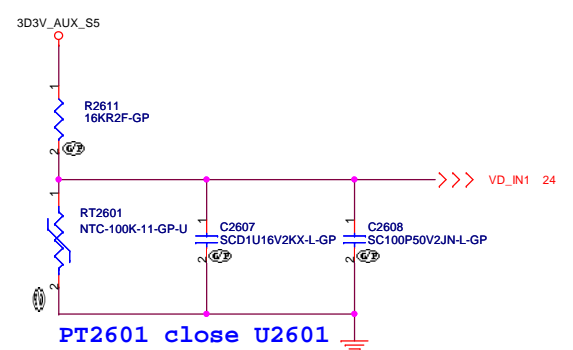 3D3V_AUX_S5
1
R2611
16KR2F-GP
2
G/P
VD_IN1 24
1
RT2601
NTC-100K-11-GP-U
2
1
C2607
SCD1U16V2KX-L-GP
2
G/P
1
C2608
SC100P50V2JN-L-GP
2
G/P
PT2601 close U2601